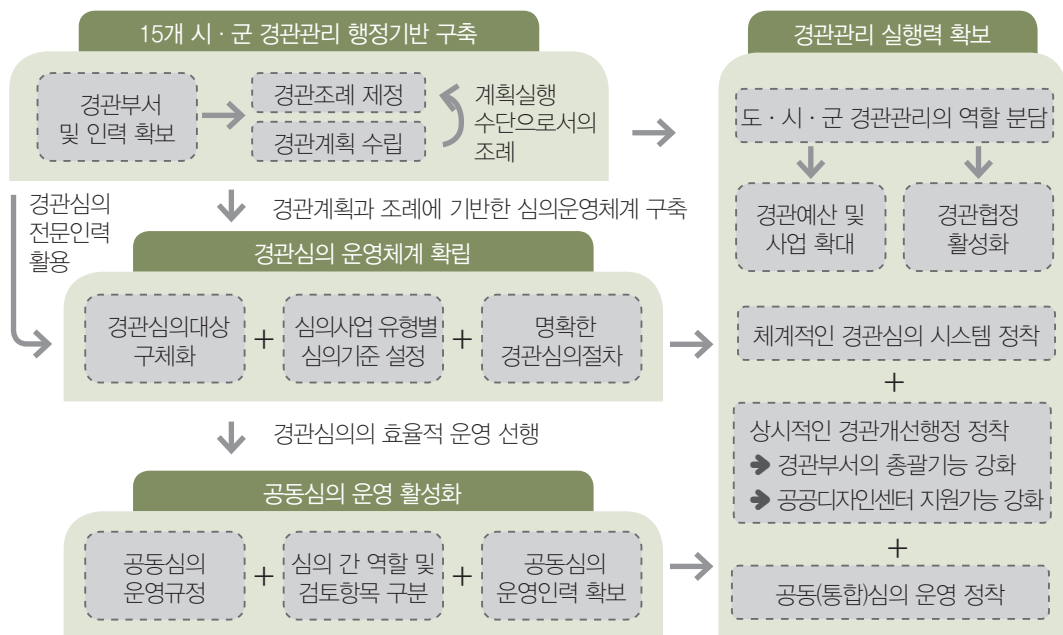 15개 시 · 군 경관관리 행정기반 구축
경관부서
및 인력 확보
경관조례 제정
경관계획 수립
계획실행
수단으로서의
조례
경관심의
전문인력
활용
경관계획과 조례에 기반한 심의운영체계 구축
경관심의 운영체계 확립
경관심의대상
구체화
+
심의사업 유형별
심의기준 설정
+
명확한
경관심의절차
경관심의의 효율적 운영 선행
공동심의 운영 활성화
공동심의
운영규정
+
심의 간 역할 및
검토항목 구분
+
공동심의
운영인력 확보
경관관리 실행력 확보
도 · 시 · 군 경관관리의 역할 분담
경관예산 및
사업 확대
경관협정
활성화
체계적인 경관심의 시스템 정착
+
상시적인 경관개선행정 정착
➔ 경관부서의 총괄기능 강화
➔ 공공디자인센터 지원가능 강화
+
공동(통합)심의 운영 정착